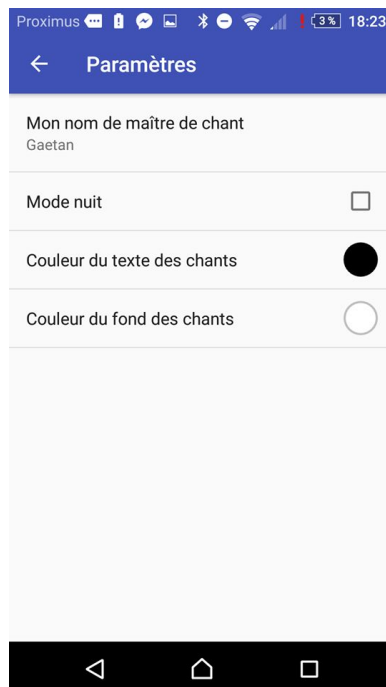 Proximus 3% 18:23
Paramètres
Mon nom de maître de chant
Gaetan
Mode nuit
Couleur du texte des chants
Couleur du fond des chants